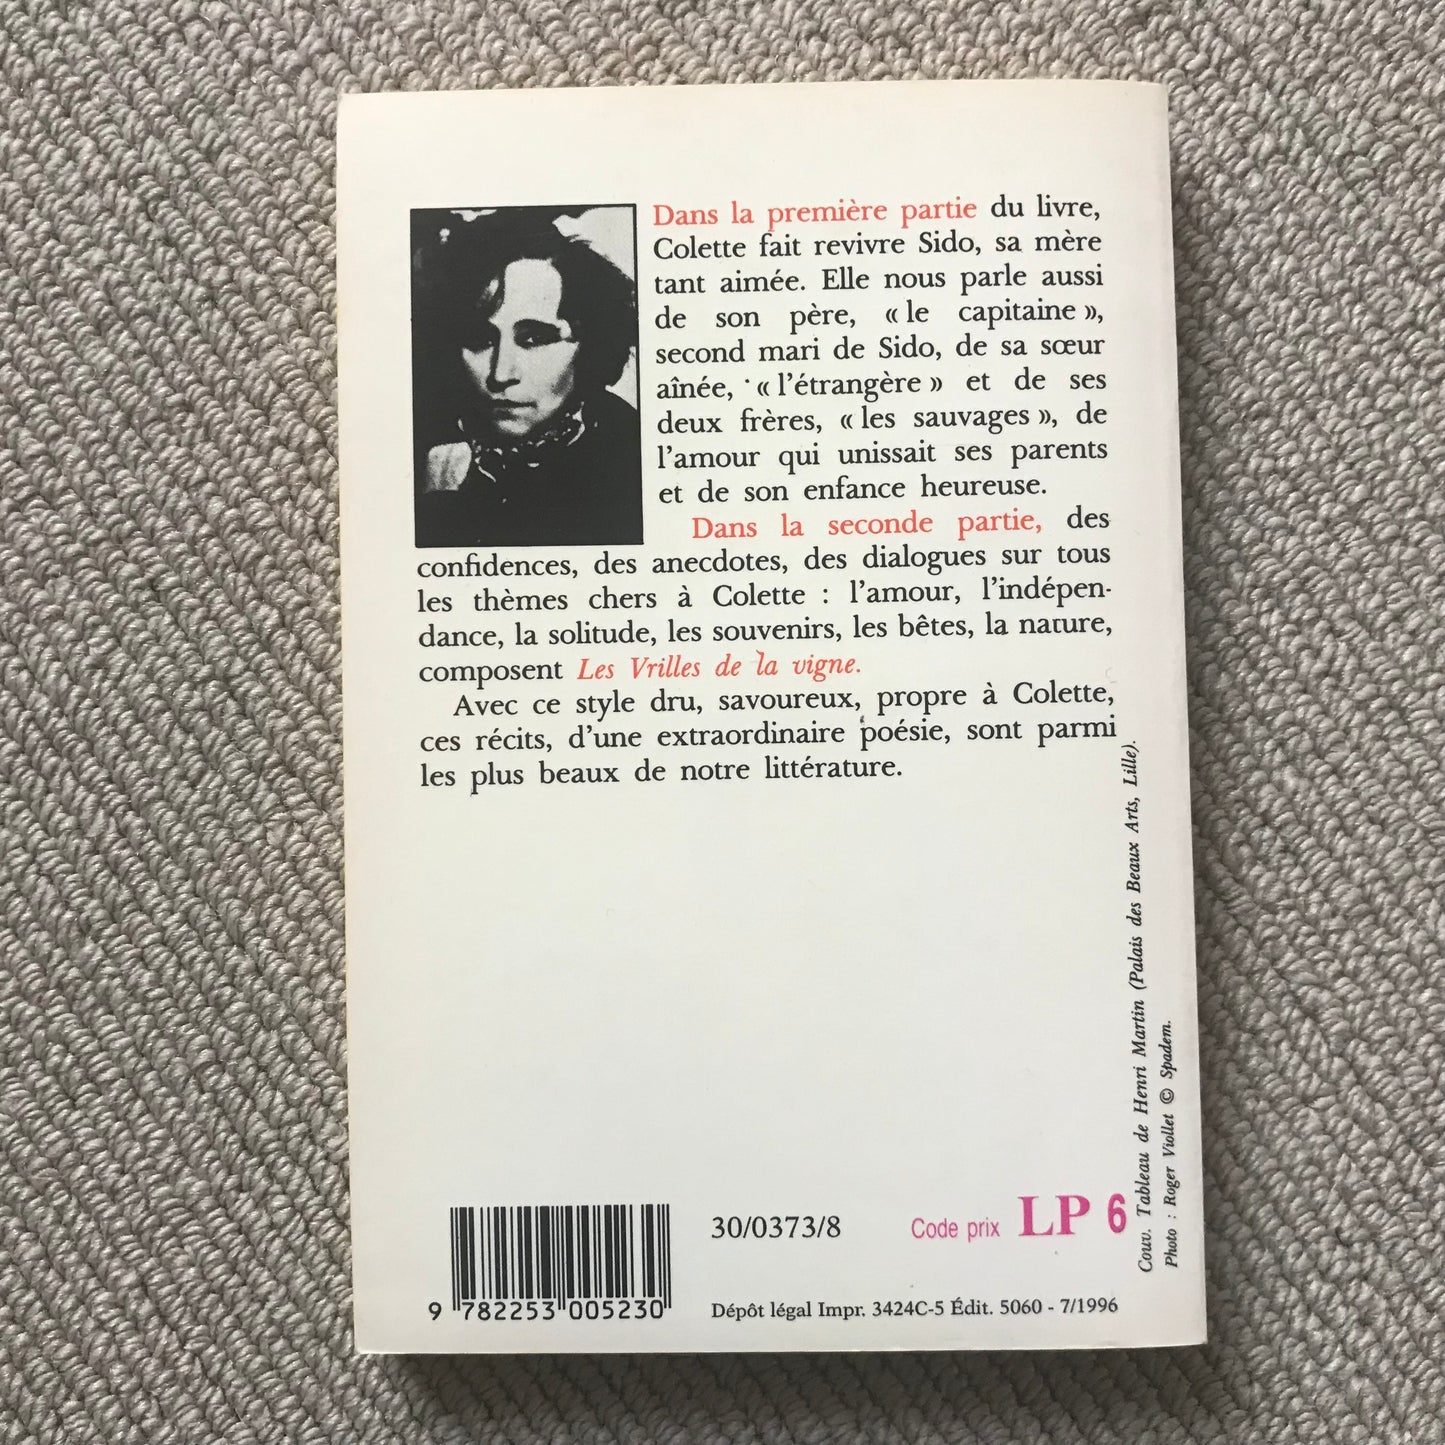 Dans la première partie du livre,
Colette fait revivre Sido, sa mère
tant aimée. Elle nous parle aussi
de son père, « le capitaine »,
second mari de Sido, de sa sœur
aînée, « l'étrangère » et de ses
deux frères, « les sauvages », de
l'amour qui unissait ses parents
et de son enfance heureuse.
Dans la seconde partie, des
confidences, des anecdotes, des dialogues sur tous
les thèmes chers à Colette : l'amour, l'indépen-
dance, la solitude, les souvenirs, les bêtes, la nature,
composent Les Vrilles de la vigne.
Avec ce style dru, savoureux, propre à Colette,
ces récits, d'une extraordinaire poésie, sont parmi
les plus beaux de notre littérature.
Couv. Tableau de Henri Martin (Palais des Beaux Arts, Lille).
Photo : Roger Viollet © Spadem.
30/0373/8
Code prix LP 6
9 782253 005230
Dépôt légal Impr. 3424C-5 Édit. 5060 - 7/1996